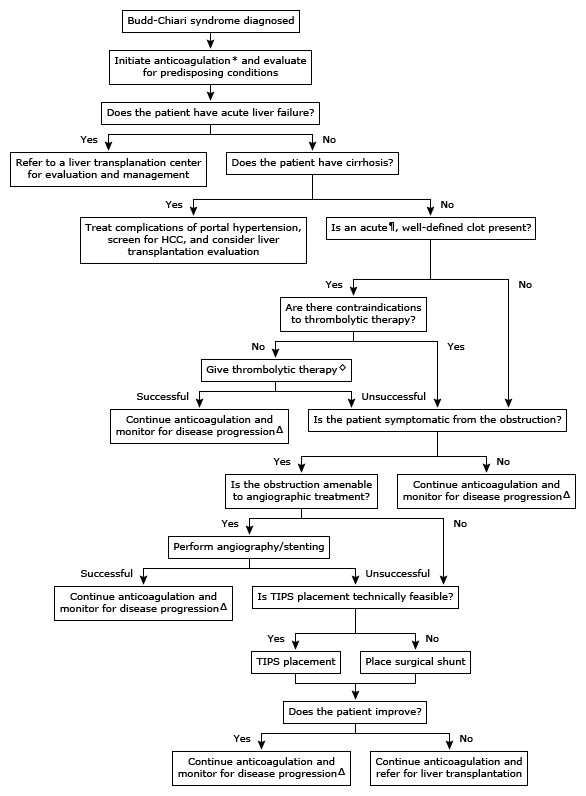 Budd-Chiari syndrome diagnosed
Initiate anticoagulation* and evaluate
for predisposing conditions
Does the patient have acute liver failure?
Yes
No
Refer to a liver transplanation center
for evaluation and management
Does the patient have cirrhosis?
Yes
No
Treat complications of portal hypertension,
screen for HCC, and consider liver
transplantation evaluation
Is an acute¶, well-defined clot present?
Yes
No
Are there contraindications
to thrombolytic therapy?
No
Yes
Give thrombolytic therapy◇
Successful
Unsuccessful
Continue anticoagulation and
monitor for disease progressionΔ
Is the patient symptomatic from the obstruction?
Yes
No
Is the obstruction amenable
to angiographic treatment?
Continue anticoagulation and
monitor for disease progressionΔ
Yes
No
Perform angiography/stenting
Successful
Unsuccessful
Continue anticoagulation and
monitor for disease progressionΔ
Is TIPS placement technically feasible?
Yes
No
TIPS placement
Place surgical shunt
Does the patient improve?
Yes
No
Continue anticoagulation and
monitor for disease progressionΔ
Continue anticoagulation and
refer for liver transplantation